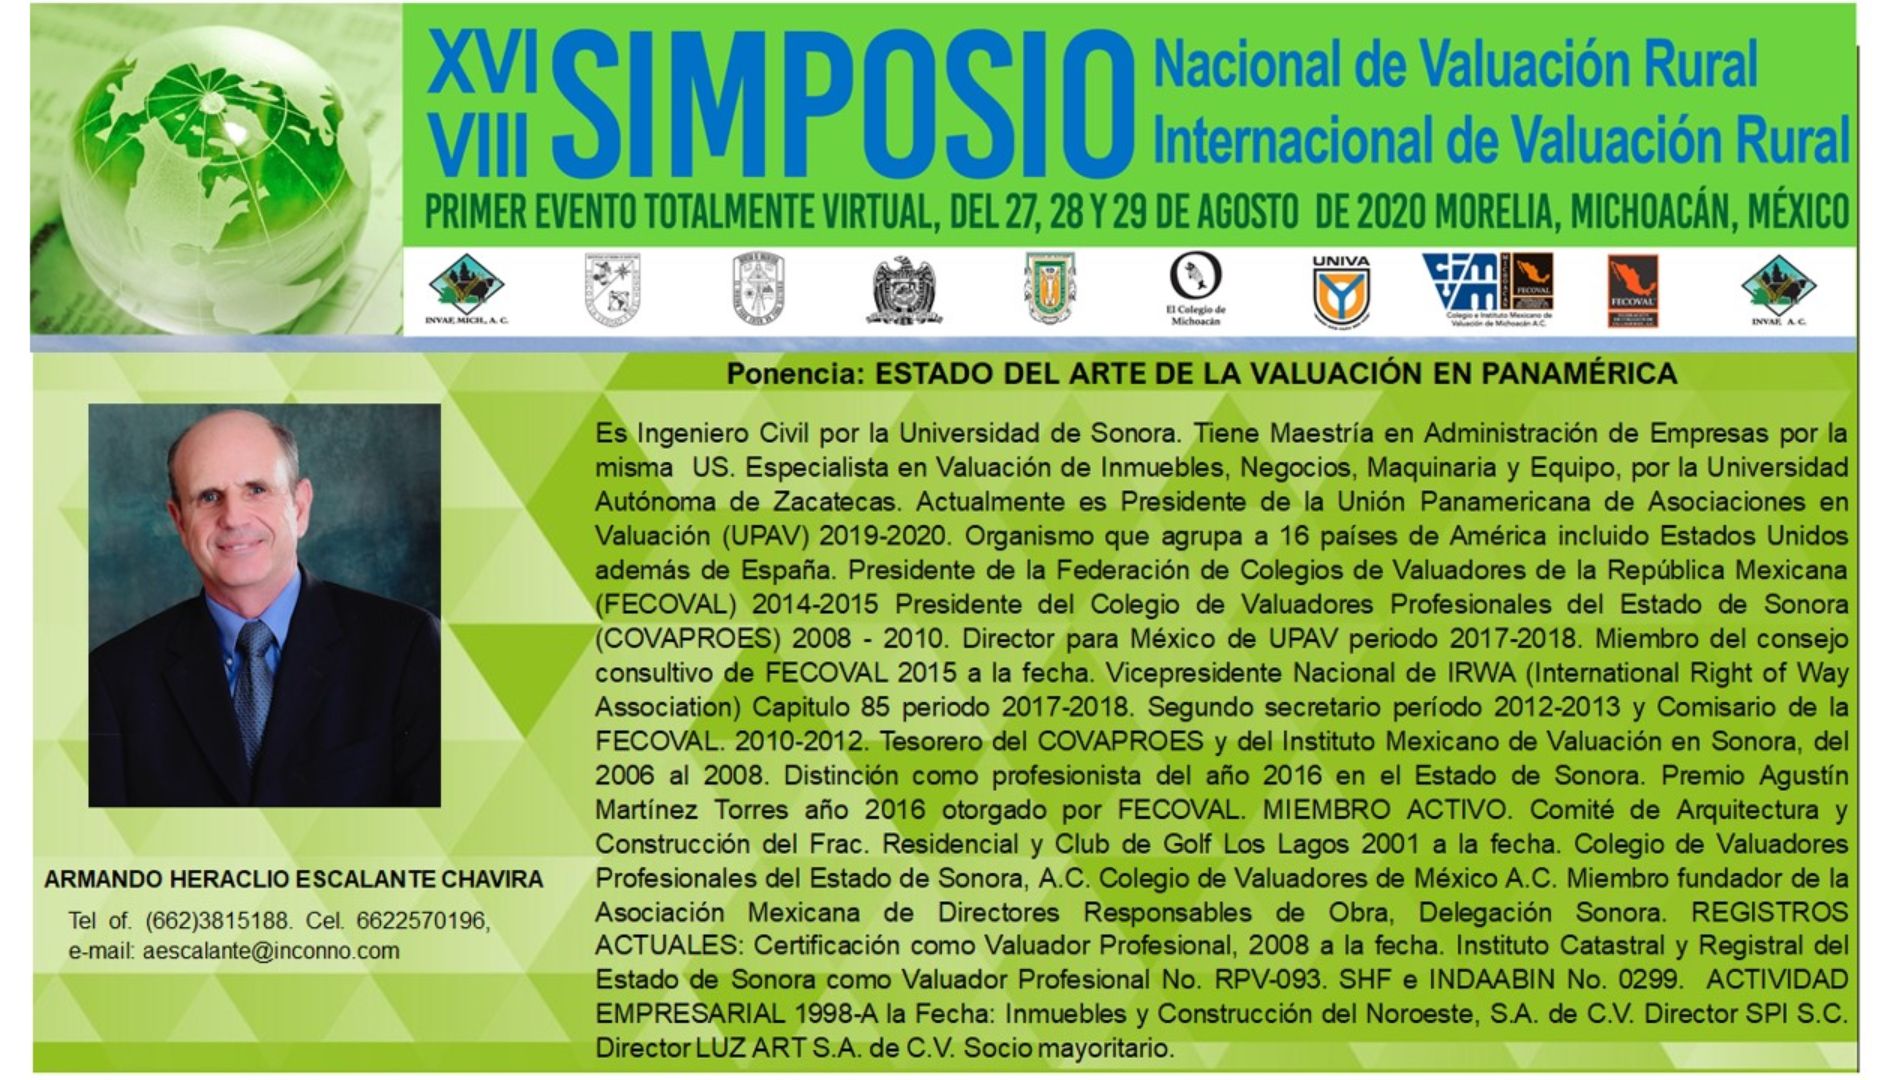 XVI
VIII
SIMPOSIO
Nacional de Valuación Rural
Internacional de Valuación Rural
PRIMER EVENTO TOTALMENTE VIRTUAL, DEL 27, 28 Y 29 DE AGOSTO DE 2020 MORELIA, MICHOACÁN, MÉXICO
INVAE MICH., A. C.
El Colegio de
Michoacán
UNIVA
MICHOACÁN
FECOVAL
Colegio e Instituto Mexicano de
Valuación de Michoacán A.C.
FECOVAL
INVAE A. C.
Ponencia: ESTADO DEL ARTE DE LA VALUACIÓN EN PANAMÉRICA
Es Ingeniero Civil por la Universidad de Sonora. Tiene Maestría en Administración de Empresas por la
misma US. Especialista en Valuación de Inmuebles, Negocios, Maquinaria y Equipo, por la Universidad
Autónoma de Zacatecas. Actualmente es Presidente de la Unión Panamericana de Asociaciones en
Valuación (UPAV) 2019-2020. Organismo que agrupa a 16 países de América incluido Estados Unidos
además de España. Presidente de la Federación de Colegios de Valuadores de la República Mexicana
(FECOVAL) 2014-2015 Presidente del Colegio de Valuadores Profesionales del Estado de Sonora
(COVAPROES) 2008 - 2010. Director para México de UPAV periodo 2017-2018. Miembro del consejo
consultivo de FECOVAL 2015 a la fecha. Vicepresidente Nacional de IRWA (International Right of Way
Association) Capitulo 85 periodo 2017-2018. Segundo secretario período 2012-2013 y Comisario de la
FECOVAL. 2010-2012. Tesorero del COVAPROES y del Instituto Mexicano de Valuación en Sonora, del
2006 al 2008. Distinción como profesionista del año 2016 en el Estado de Sonora. Premio Agustín
Martínez Torres año 2016 otorgado por FECOVAL. MIEMBRO ACTIVO. Comité de Arquitectura y
Construcción del Frac. Residencial y Club de Golf Los Lagos 2001 a la fecha. Colegio de Valuadores
Profesionales del Estado de Sonora, A.C. Colegio de Valuadores de México A.C. Miembro fundador de la
Asociación Mexicana de Directores Responsables de Obra, Delegación Sonora. REGISTROS
ACTUALES: Certificación como Valuador Profesional, 2008 a la fecha. Instituto Catastral y Registral del
Estado de Sonora como Valuador Profesional No. RPV-093. SHF e INDAABIN No. 0299. ACTIVIDAD
EMPRESARIAL 1998-A la Fecha: Inmuebles y Construcción del Noroeste, S.A. de C.V. Director SPI S.C.
Director LUZ ART S.A. de C.V. Socio mayoritario.
ARMANDO HERACLIO ESCALANTE CHAVIRA
Tel of. (662)3815188. Cel. 6622570196,
e-mail: aescalante@inconno.com